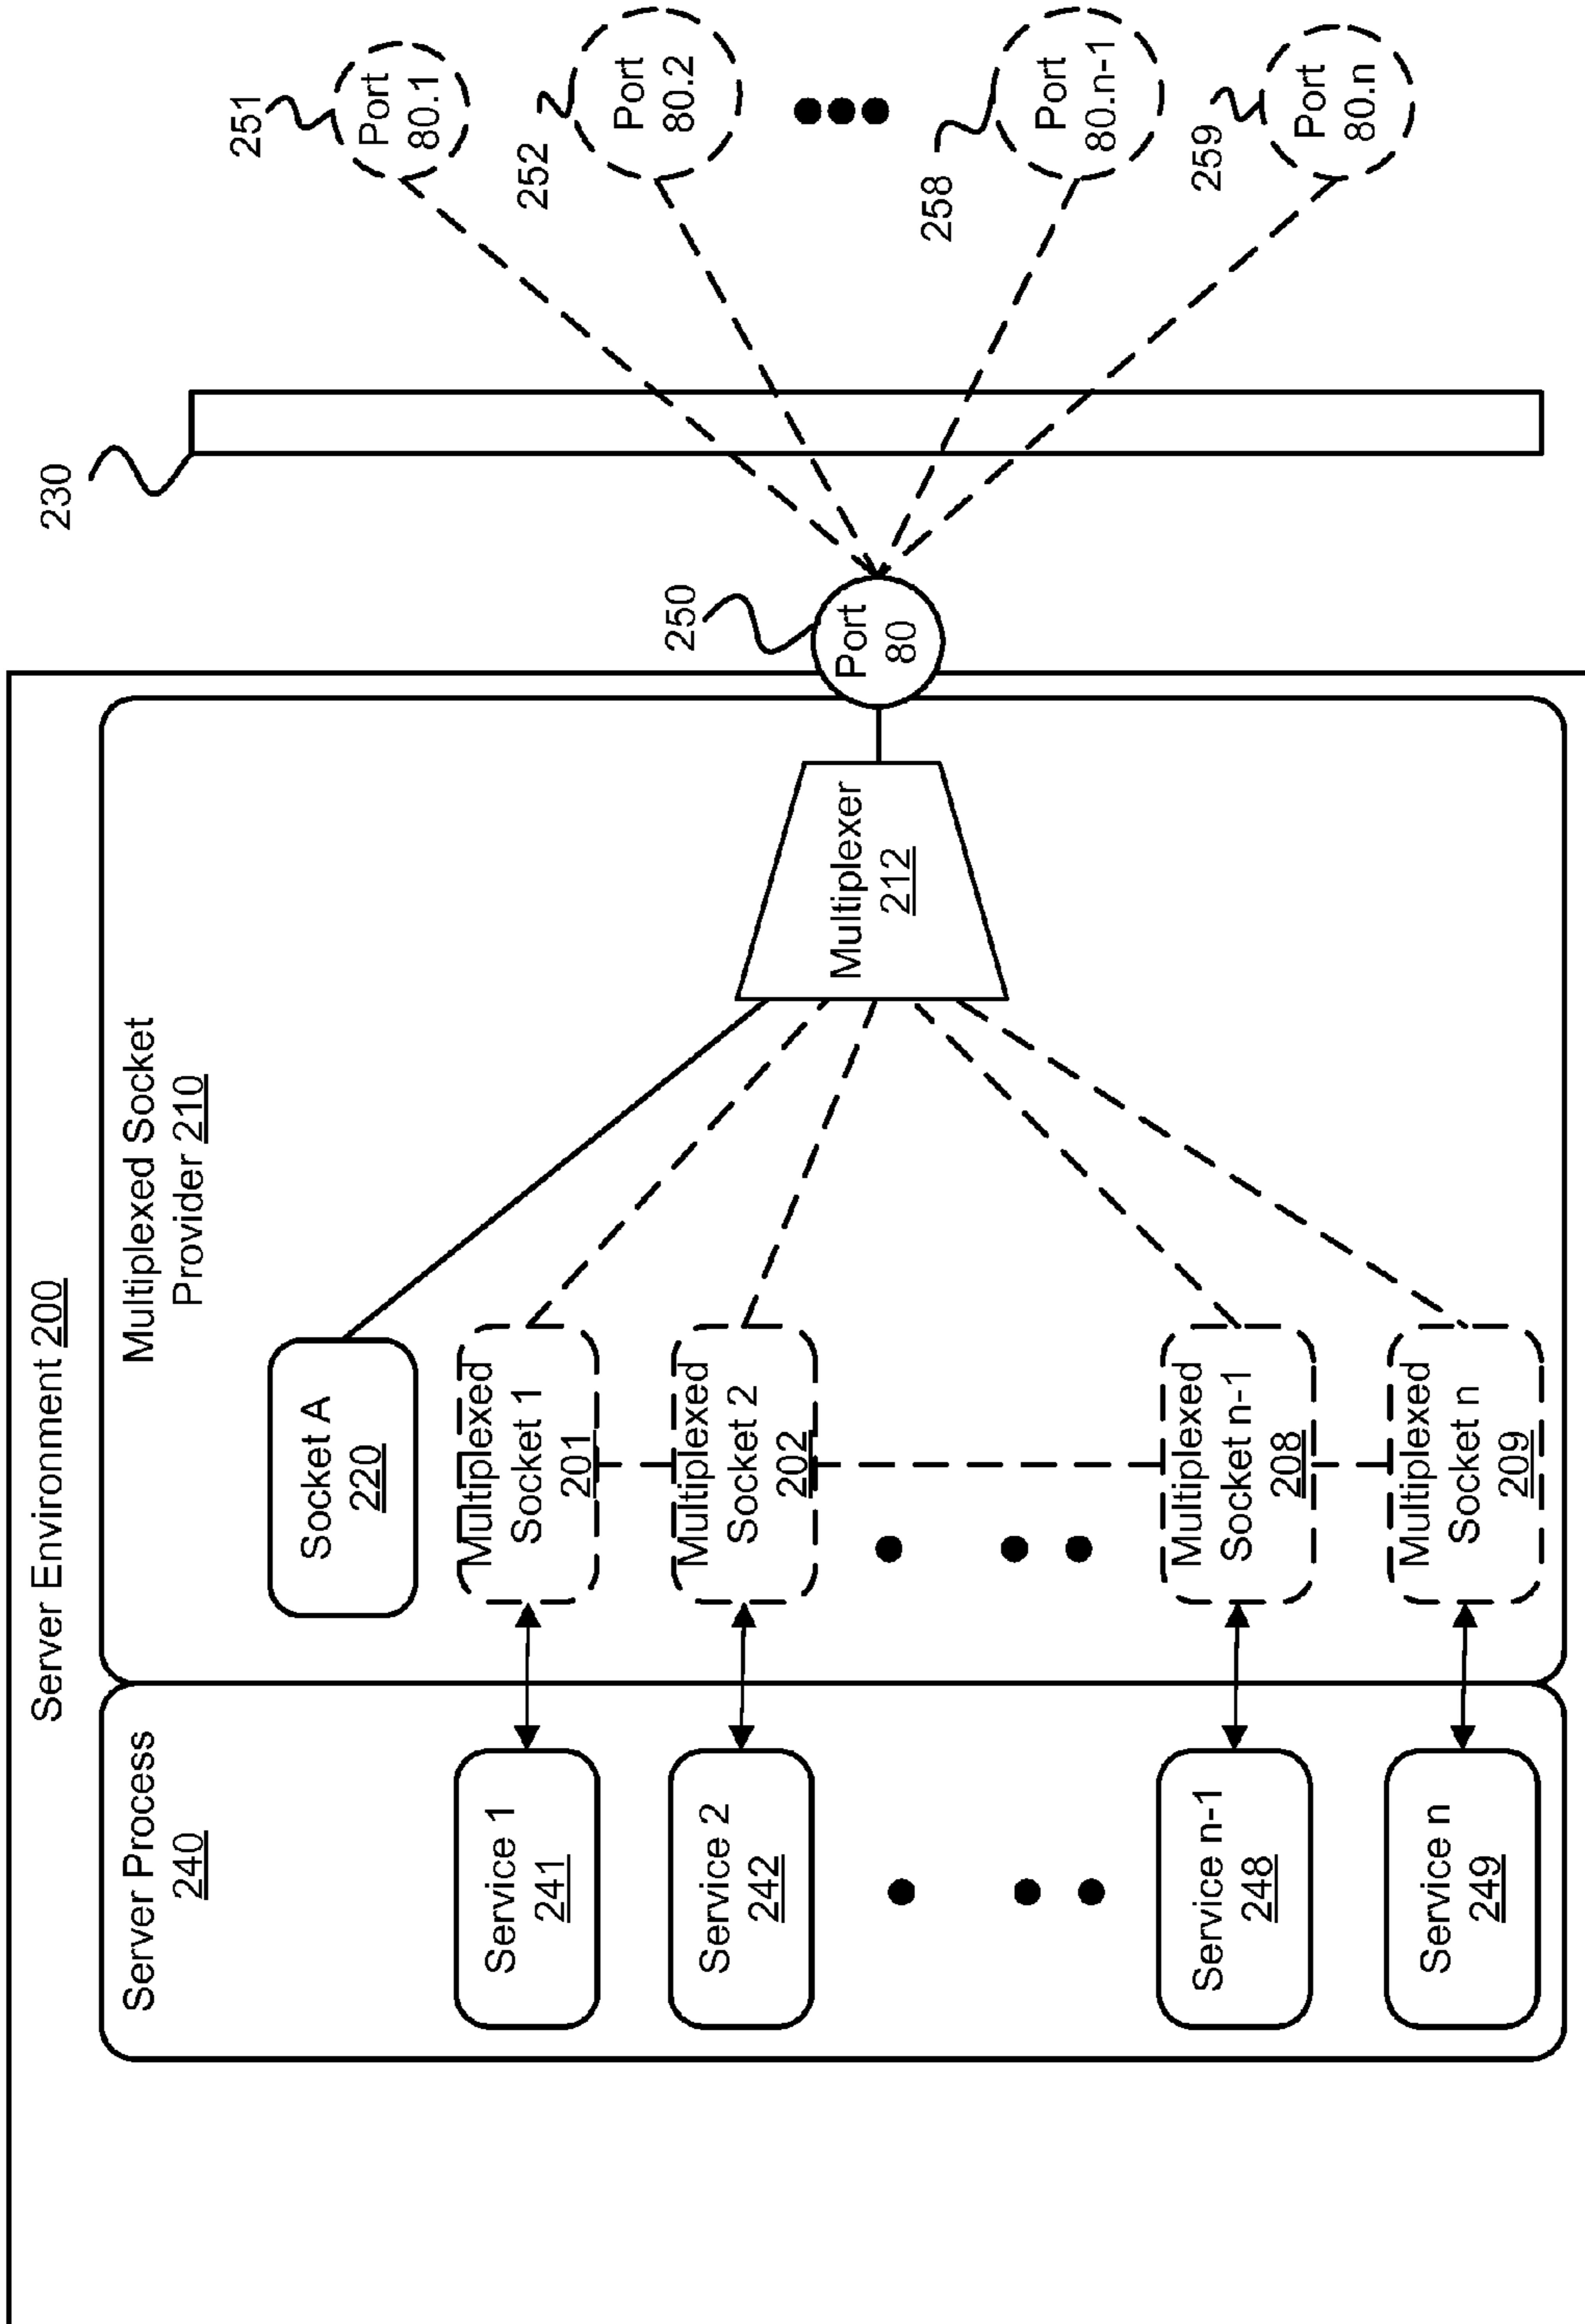 Server Environment 200
Server Process
240
Multiplexed Socket
Provider 210
Service 1
241
Service 2
242
Service n-1
248
Service n
249
Socket A
220
Multiplexed
Socket 1
201
Multiplexed
Socket 2
202
Multiplexed
Socket n-1
208
Multiplexed
Socket n
209
Multiplexer
212
250
Port
80
230
251
Port
80.1
252
Port
80.2
258
Port
80.n-1
259
Port
80.n